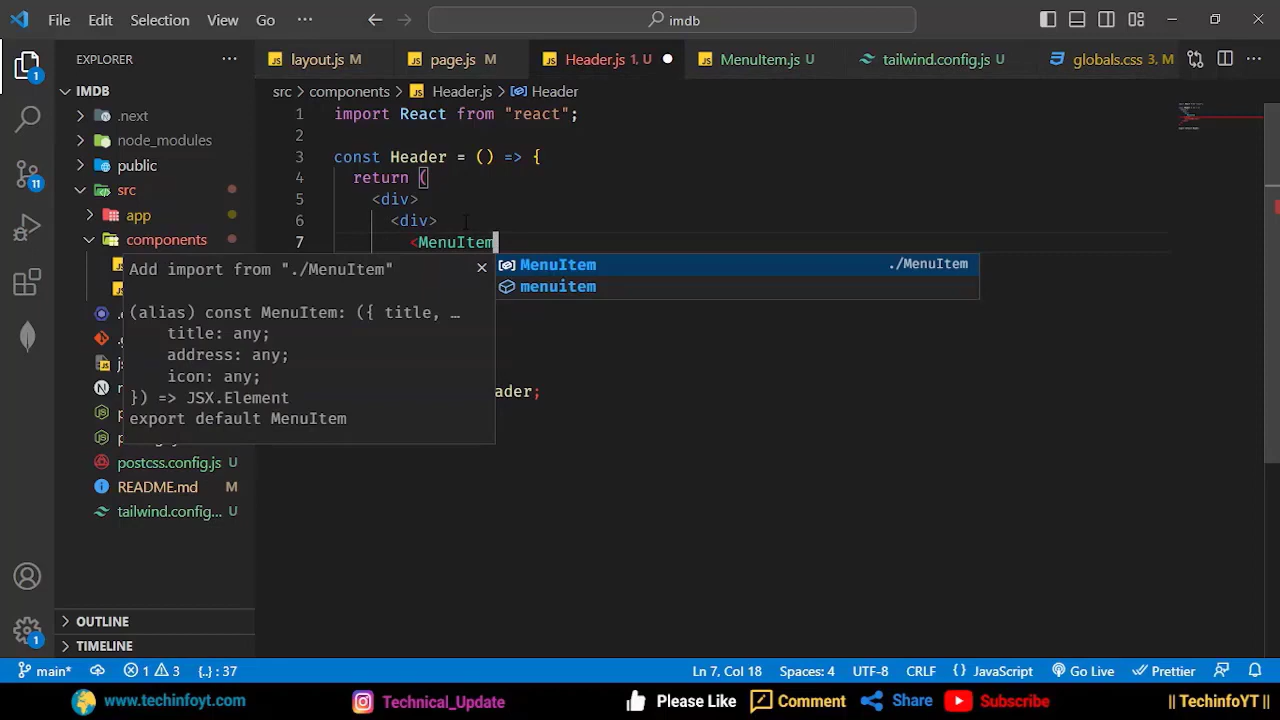 File Edit Selection View Go ··· imdb
EXPLORER ···
layout.js M page.js M Header.js 1, U MenuItem.js U tailwind.config.js U globals.css 3, M ···
IMDB
src > components > Header.js > Header
.next
node_modules
public
src
app
components
postcss.config.js U
README.md M
tailwind.config... U
OUTLINE
TIMELINE
1 import React from "react";
2
3 const Header = () => {
4 return (
5 <div>
6 <div>
7 <MenuItem
Add import from "./MenuItem"
(alias) const MenuItem: ({ title, …
title: any;
address: any;
icon: any;
}) => JSX.Element
export default MenuItem
MenuItem ./MenuItem
menuitem
ader;
1
11
1
main* 1 3 {..} : 37 Ln 7, Col 18 Spaces: 4 UTF-8 CRLF {} JavaScript Go Live Prettier
www.techinfoyt.com Technical_Update Please Like Comment Share Subscribe || TechinfoYT ||